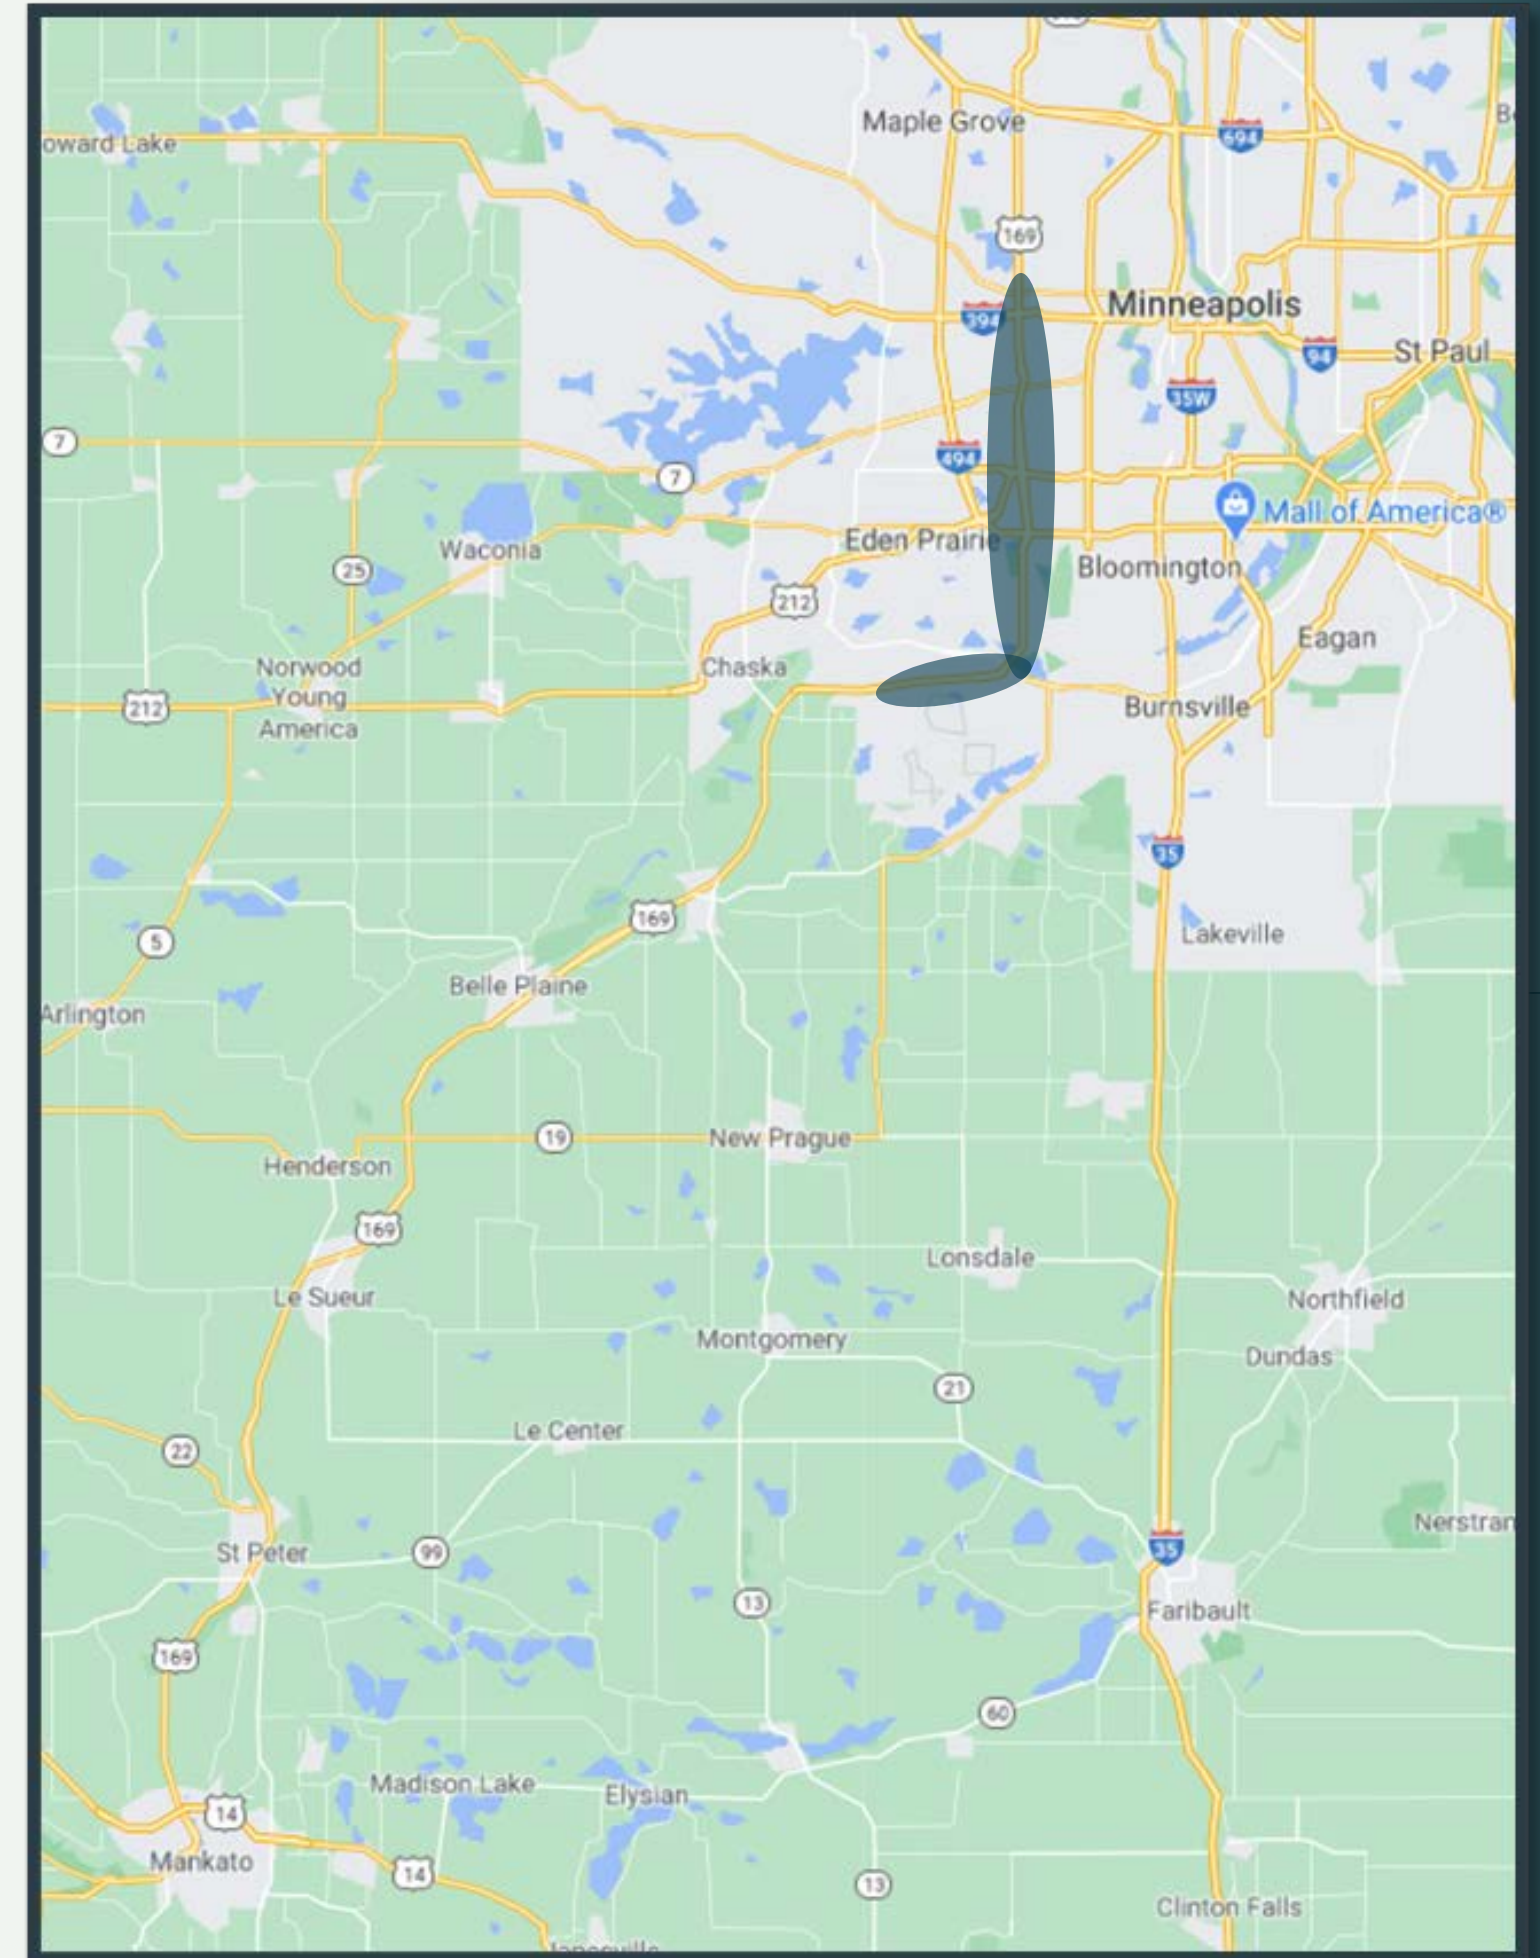 Maple Grove
694
oward Lake
169
Minneapolis
394
94
St Paul
35W
7
494
7
Mall of America®
Eden Prairie
Waconia
Bloomington
25
212
Eagan
Norwood
Young
America
Chaska
212
Burnsville
35
169
Lakeville
5
Belle Plaine
Arlington
19
New Prague
Henderson
169
Lonsdale
Le Sueur
Northfield
Montgomery
Dundas
21
Le Center
22
Nerstran
St Peter
99
35
13
Faribault
169
60
Madison Lake
Elysian
14
Mankato
14
13
Clinton Falls